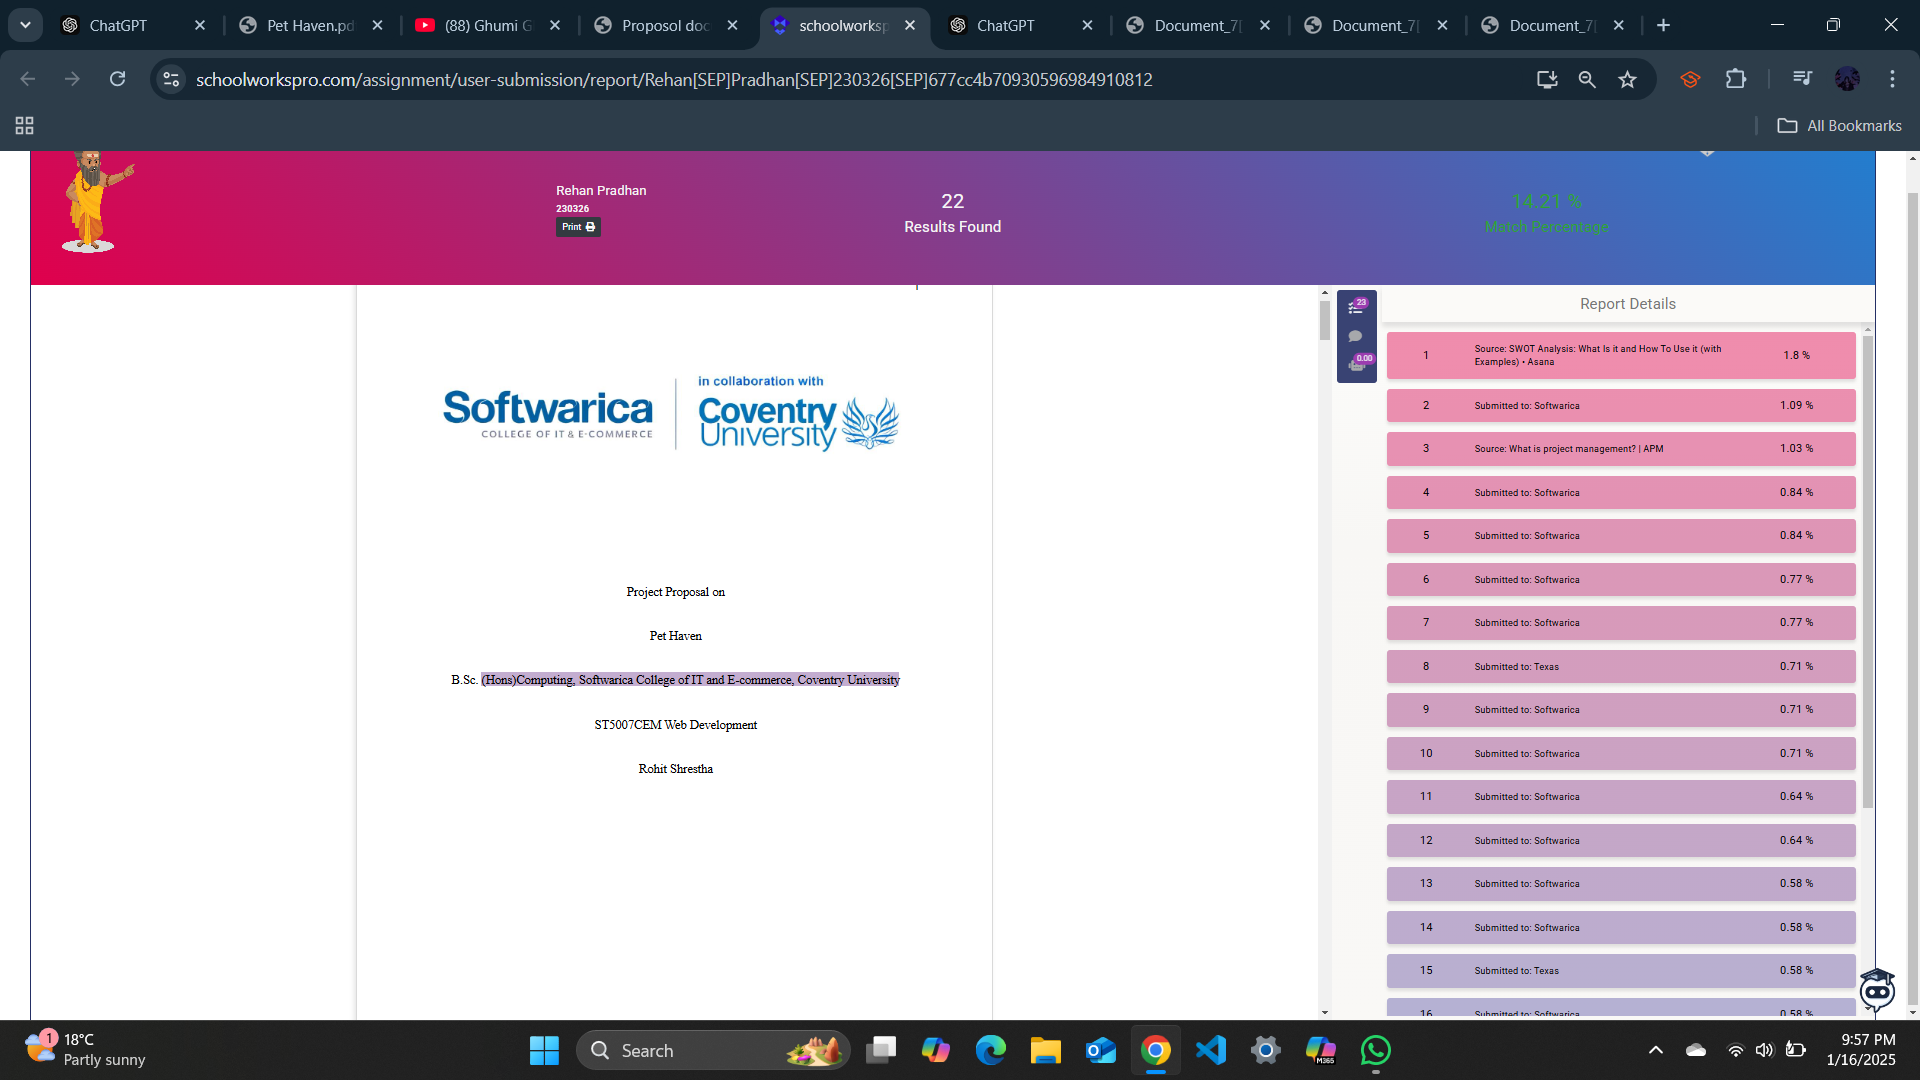 ChatGPT
Pet Haven.pd
(88) Ghumi G
Proposol doc
schoolworksp
ChatGPT
Document_7[
Document_7[
Document_7[
schoolworkspro.com/assignment/user-submission/report/Rehan[SEP]Pradhan[SEP]230326[SEP]677cc4b70930596984910812
All Bookmarks
Rehan Pradhan
230326
Print
22
Results Found
14.21 %
Match Percentage
Softwarica
COLLEGE OF IT & E-COMMERCE
in collaboration with
Coventry
University
Project Proposal on
Pet Haven
B.Sc. (Hons)Computing, Softwarica College of IT and E-commerce, Coventry University
ST5007CEM Web Development
Rohit Shrestha
23
0.00
Report Details
1 Source: SWOT Analysis: What Is it and How To Use it (with
Examples) • Asana 1.8 %
2 Submitted to: Softwarica 1.09 %
3 Source: What is project management? | APM 1.03 %
4 Submitted to: Softwarica 0.84 %
5 Submitted to: Softwarica 0.84 %
6 Submitted to: Softwarica 0.77 %
7 Submitted to: Softwarica 0.77 %
8 Submitted to: Texas 0.71 %
9 Submitted to: Softwarica 0.71 %
10 Submitted to: Softwarica 0.71 %
11 Submitted to: Softwarica 0.64 %
12 Submitted to: Softwarica 0.64 %
13 Submitted to: Softwarica 0.58 %
14 Submitted to: Softwarica 0.58 %
15 Submitted to: Texas 0.58 %
16 Submitted to: Softwarica 0.58 %
1
18°C
Partly sunny
Search
M365
9:57 PM
1/16/2025